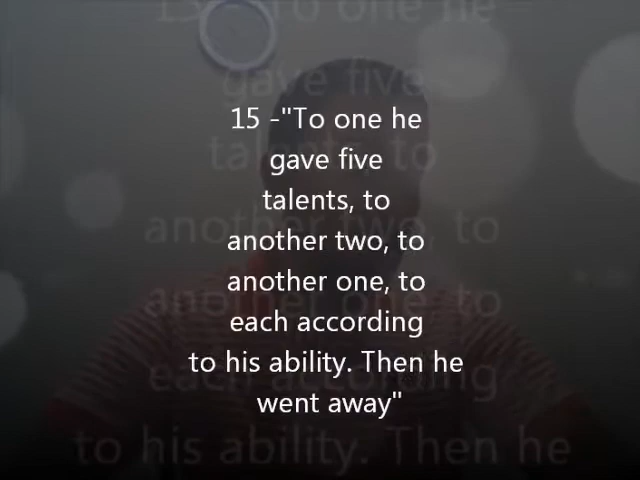 15 -"To one he
gave five
talents, to
another two, to
another one, to
each according
to his ability. Then he
went away"